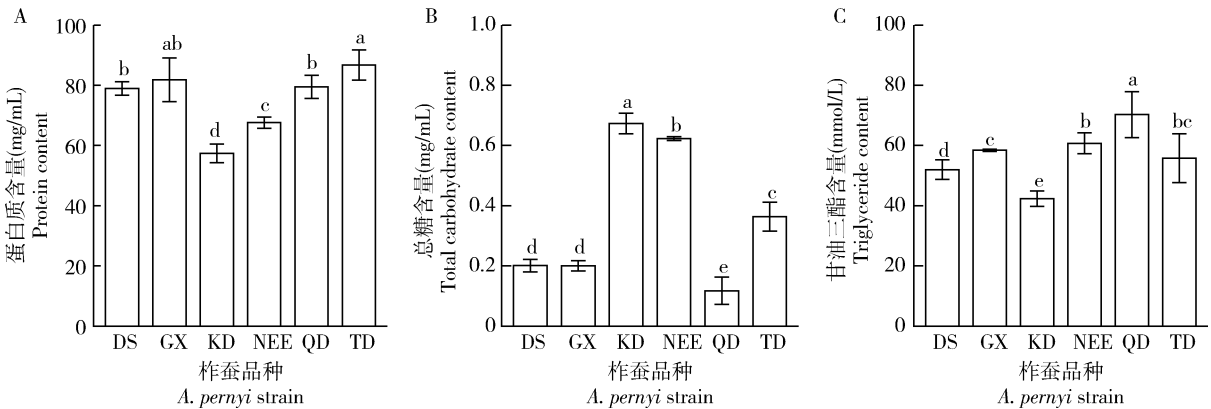 A
蛋白质含量(mg/mL)
Protein content
100
80
60
40
20
0
b
ab
d
c
b
a
DS GX KD NEE QD TD
柞蚕品种
A. pernyi strain
B
总糖含量(mg/mL)
Total carbohydrate content
1.0
0.8
0.6
0.4
0.2
0
d
d
a
b
e
c
DS GX KD NEE QD TD
柞蚕品种
A. pernyi strain
C
甘油三酯含量(mmol/L)
Triglyceride content
100
80
60
40
20
0
d
c
e
b
a
bc
DS GX KD NEE QD TD
柞蚕品种
A. pernyi strain